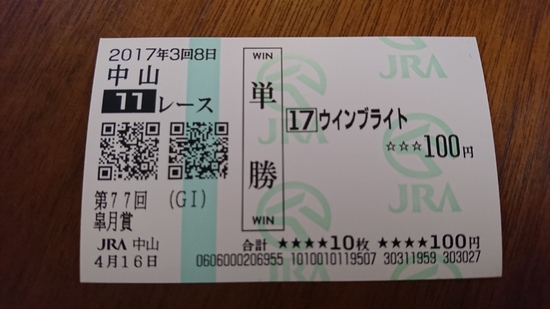 2017年3回8日
中山
11レース
第77回 (GⅠ)
皐月賞
JRA 中山
4月16日
WIN
単勝
WIN
17 ウインブライト
☆☆☆100円
JRA
JRA
合計 ★★★★10枚 ★★★★100円
0606000206955 1010010119507 30311959 303027